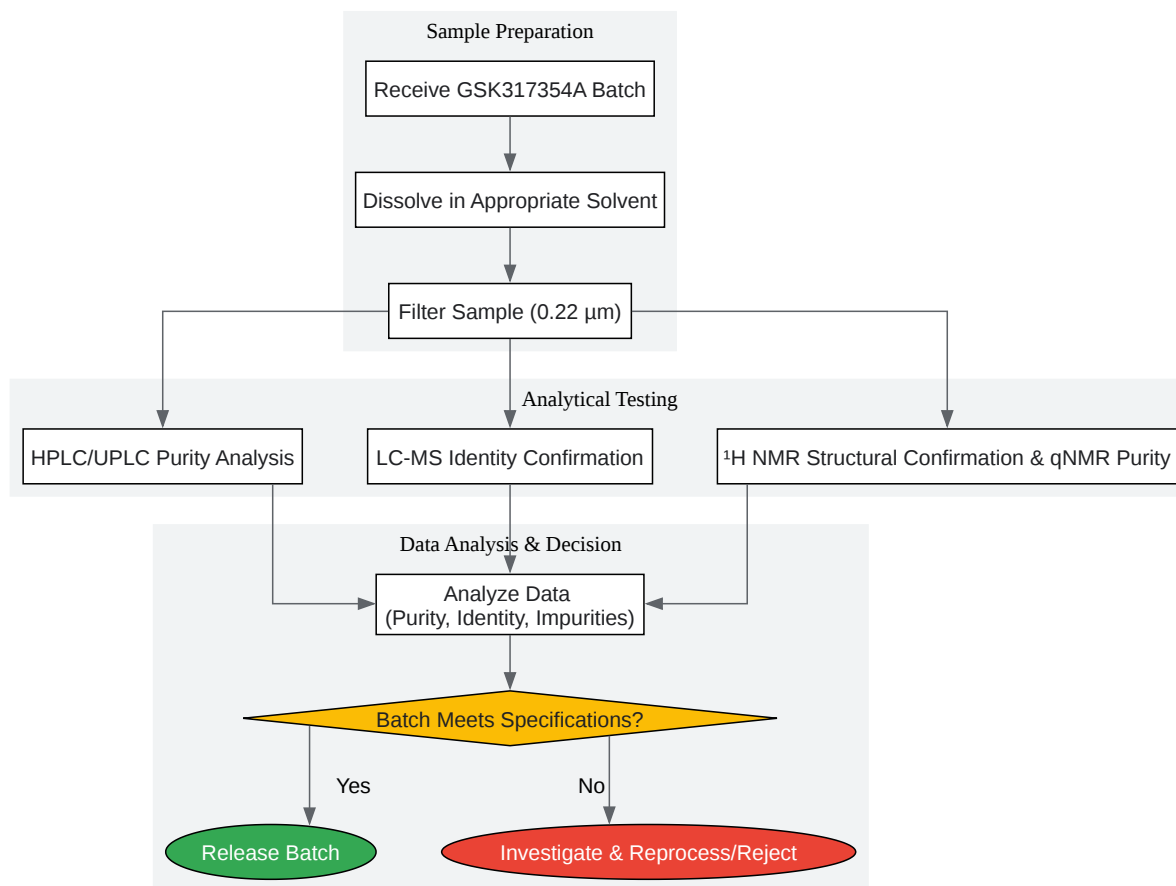 Sample Preparation
Receive GSK317354A Batch
Dissolve in Appropriate Solvent
Filter Sample (0.22 µm)
Analytical Testing
HPLC/UPLC Purity Analysis
LC-MS Identity Confirmation
¹H NMR Structural Confirmation & qNMR Purity
Data Analysis & Decision
Analyze Data
(Purity, Identity, Impurities)
Batch Meets Specifications?
Yes
No
Release Batch
Investigate & Reprocess/Reject